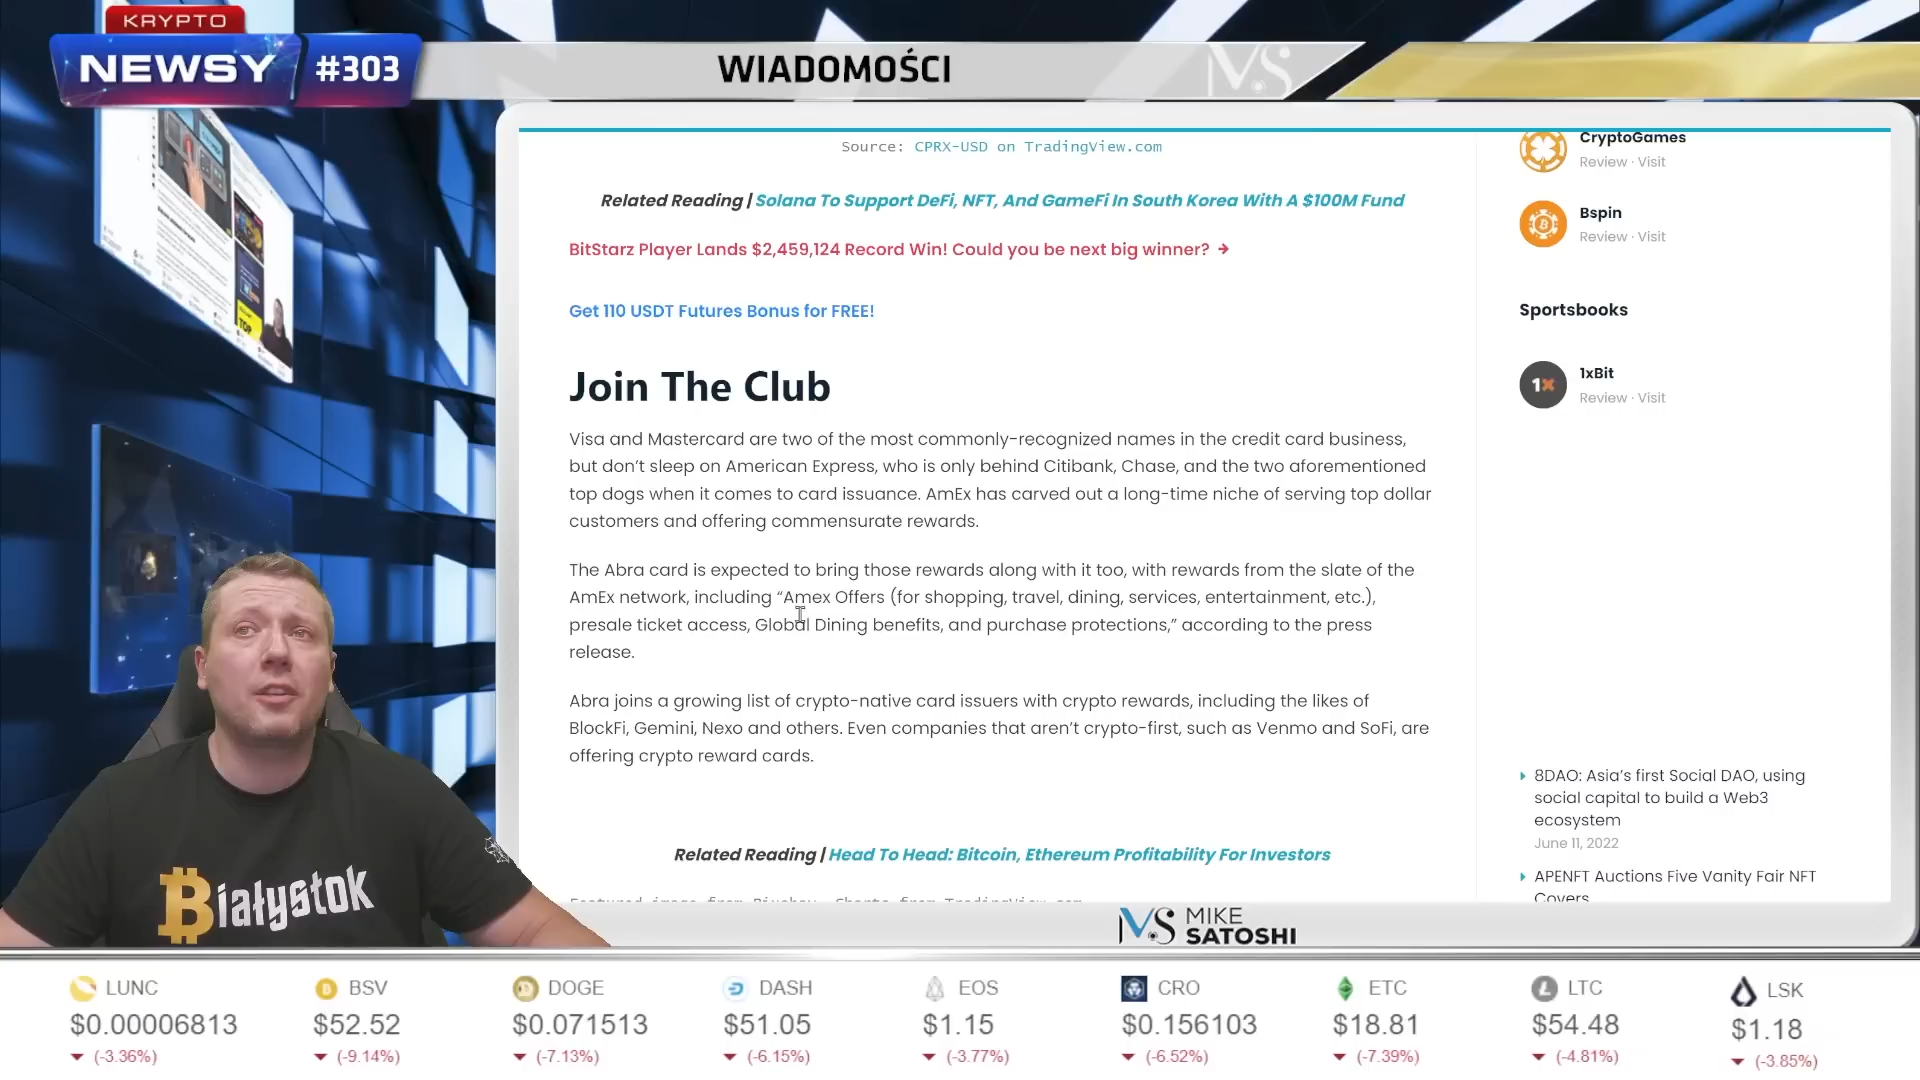 KRYPTO
NEWSY #303
WIADOMOŚCI
MS
Source: CPRX-USD on TradingView.com
Related Reading | Solana To Support DeFi, NFT, And GameFi In South Korea With A $100M Fund
BitStarz Player Lands $2,459,124 Record Win! Could you be next big winner? →
Get 110 USDT Futures Bonus for FREE!
Join The Club
Visa and Mastercard are two of the most commonly-recognized names in the credit card business,
but don’t sleep on American Express, who is only behind Citibank, Chase, and the two aforementioned
top dogs when it comes to card issuance. AmEx has carved out a long-time niche of serving top dollar
customers and offering commensurate rewards.
The Abra card is expected to bring those rewards along with it too, with rewards from the slate of the
AmEx network, including “Amex Offers (for shopping, travel, dining, services, entertainment, etc.),
presale ticket access, Global Dining benefits, and purchase protections,” according to the press
release.
Abra joins a growing list of crypto-native card issuers with crypto rewards, including the likes of
BlockFi, Gemini, Nexo and others. Even companies that aren’t crypto-first, such as Venmo and SoFi, are
offering crypto reward cards.
Related Reading | Head To Head: Bitcoin, Ethereum Profitability For Investors
Featured image from Pixabay, Charts from TradingView.com
CryptoGames
Review · Visit
Bspin
Review · Visit
Sportsbooks
1x
1xBit
Review · Visit
8DAO: Asia’s first Social DAO, using
social capital to build a Web3
ecosystem
June 11, 2022
APENFT Auctions Five Vanity Fair NFT
Covers
TOP
Białystok
MS MIKE
SATOSHI
LUNC
$0.00006813
(-3.36%)
BSV
$52.52
(-9.14%)
DOGE
$0.071513
(-7.13%)
DASH
$51.05
(-6.15%)
EOS
$1.15
(-3.77%)
CRO
$0.156103
(-6.52%)
ETC
$18.81
(-7.39%)
LTC
$54.48
(-4.81%)
LSK
$1.18
(-3.85%)